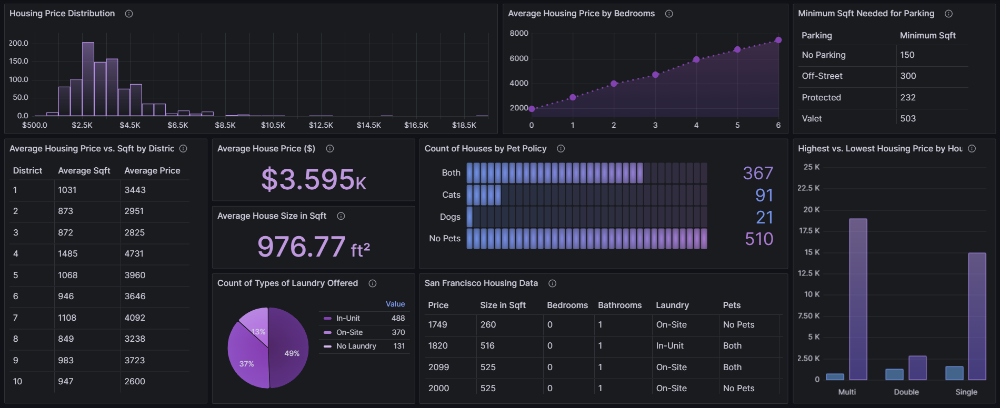 Housing Price Distribution
200.0
150.0
100.0
50.0
0.0
$500.0 $2.5K $4.5K $6.5K $8.5K $10.5K $12.5K $14.5K $16.5K $18.5K
Average Housing Price by Bedrooms
8000
6000
4000
2000
0 1 2 3 4 5 6
Minimum Sqft Needed for Parking
Parking Minimum Sqft
No Parking 150
Off-Street 300
Protected 232
Valet 503
Average Housing Price vs. Sqft by Distric
District Average Sqft Average Price
1 1031 3443
2 873 2951
3 872 2825
4 1485 4731
5 1068 3960
6 946 3646
7 1108 4092
8 849 3238
9 983 3723
10 947 2600
Average House Price ($)
$3.595K
Average House Size in Sqft
976.77 ft²
Count of Types of Laundry Offered
13%
49%
37%
Value
In-Unit 488
On-Site 370
No Laundry 131
Count of Houses by Pet Policy
Both 367
Cats 91
Dogs 21
No Pets 510
San Francisco Housing Data
Price Size in Sqft Bedrooms Bathrooms Laundry Pets
1749 260 0 1 On-Site No Pets
1820 516 0 1 In-Unit Both
2099 525 0 1 On-Site Both
2000 525 0 1 On-Site No Pets
Highest vs. Lowest Housing Price by Hou
25 K
22.5 K
20 K
17.5 K
15 K
12.5 K
10 K
7.50 K
5 K
2.50 K
0
Multi Double Single